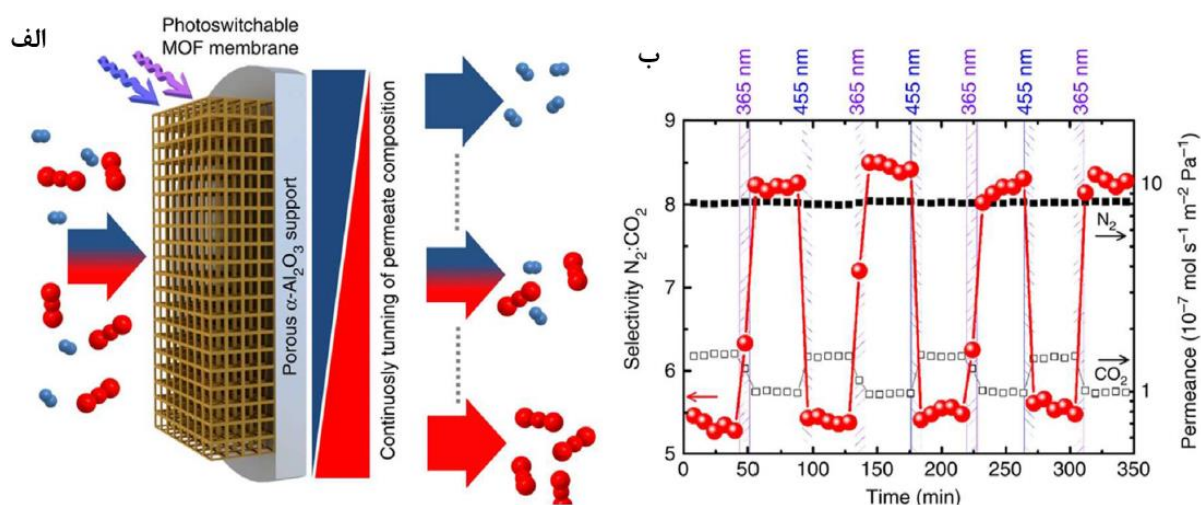 الف
Photoswitchable
MOF membrane
Porous α-Al₂O₃ support
Continuosly tunning of permeate composition
ب
365 nm
455 nm
365 nm
455 nm
365 nm
455 nm
365 nm
Selectivity N₂:CO₂
9
8
7
6
5
N₂
CO₂
10
1
Permeance (10⁻⁷ mol s⁻¹ m⁻² Pa⁻¹)
0 50 100 150 200 250 300 350
Time (min)